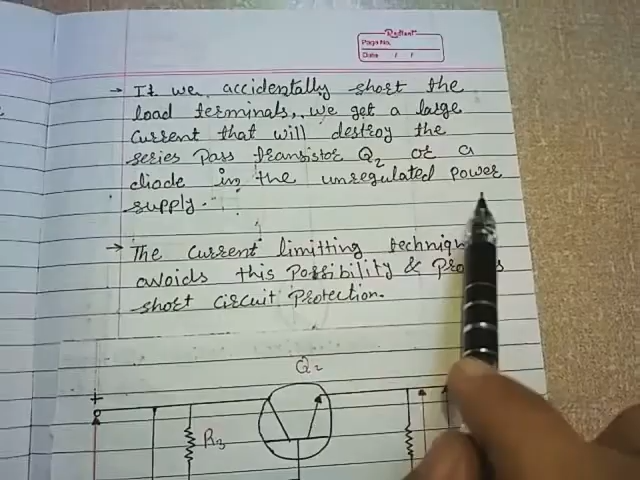 Radiant
Page No.
Date / /
→ If we accidentally short the
load terminals, we get a large
current that will destroy the
series pass transistor Q2 or a
diode in the unregulated power
supply.
→ The current limitting
avoids this possibility &
short circuit protection.
Q2
+
R3